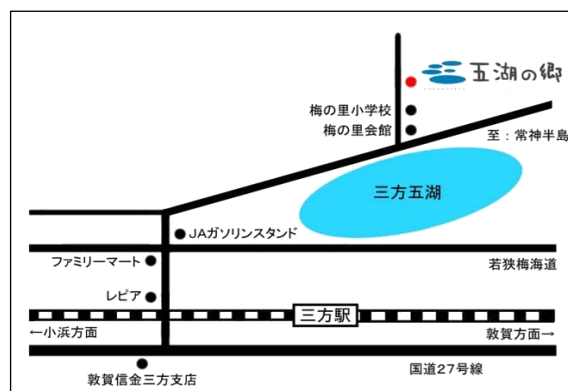 五湖の郷
梅の里小学校
梅の里会館
至：常神半島
三方五湖
JAガソリンスタンド
ファミリーマート
若狭梅海道
レピア
三方駅
←小浜方面
敦賀方面→
国道27号線
敦賀信金三方支店